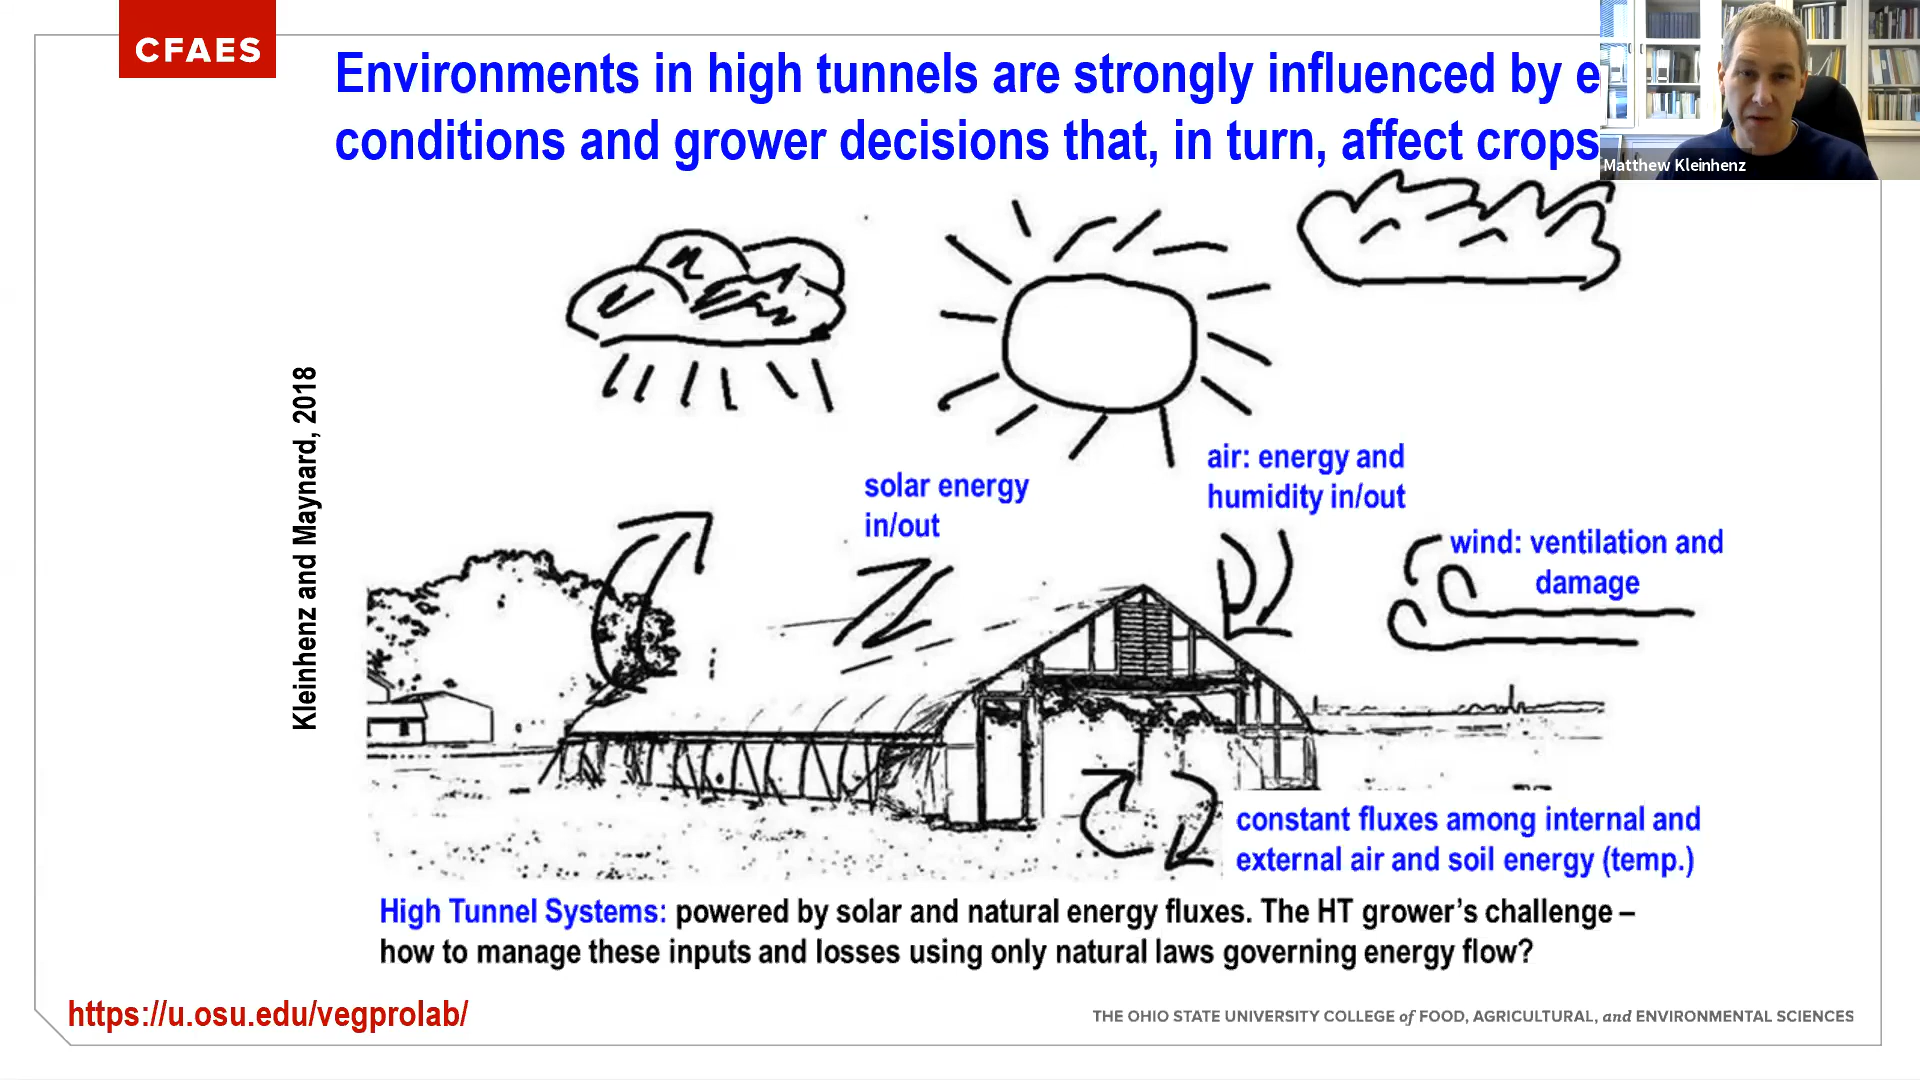 CFAES
Environments in high tunnels are strongly influenced by e
conditions and grower decisions that, in turn, affect crops
Matthew Kleinhenz
Kleinhenz and Maynard, 2018
solar energy
in/out
air: energy and
humidity in/out
wind: ventilation and
damage
constant fluxes among internal and
external air and soil energy (temp.)
High Tunnel Systems: powered by solar and natural energy fluxes. The HT grower’s challenge –
how to manage these inputs and losses using only natural laws governing energy flow?
https://u.osu.edu/vegprolab/
THE OHIO STATE UNIVERSITY COLLEGE of FOOD, AGRICULTURAL, and ENVIRONMENTAL SCIENCES